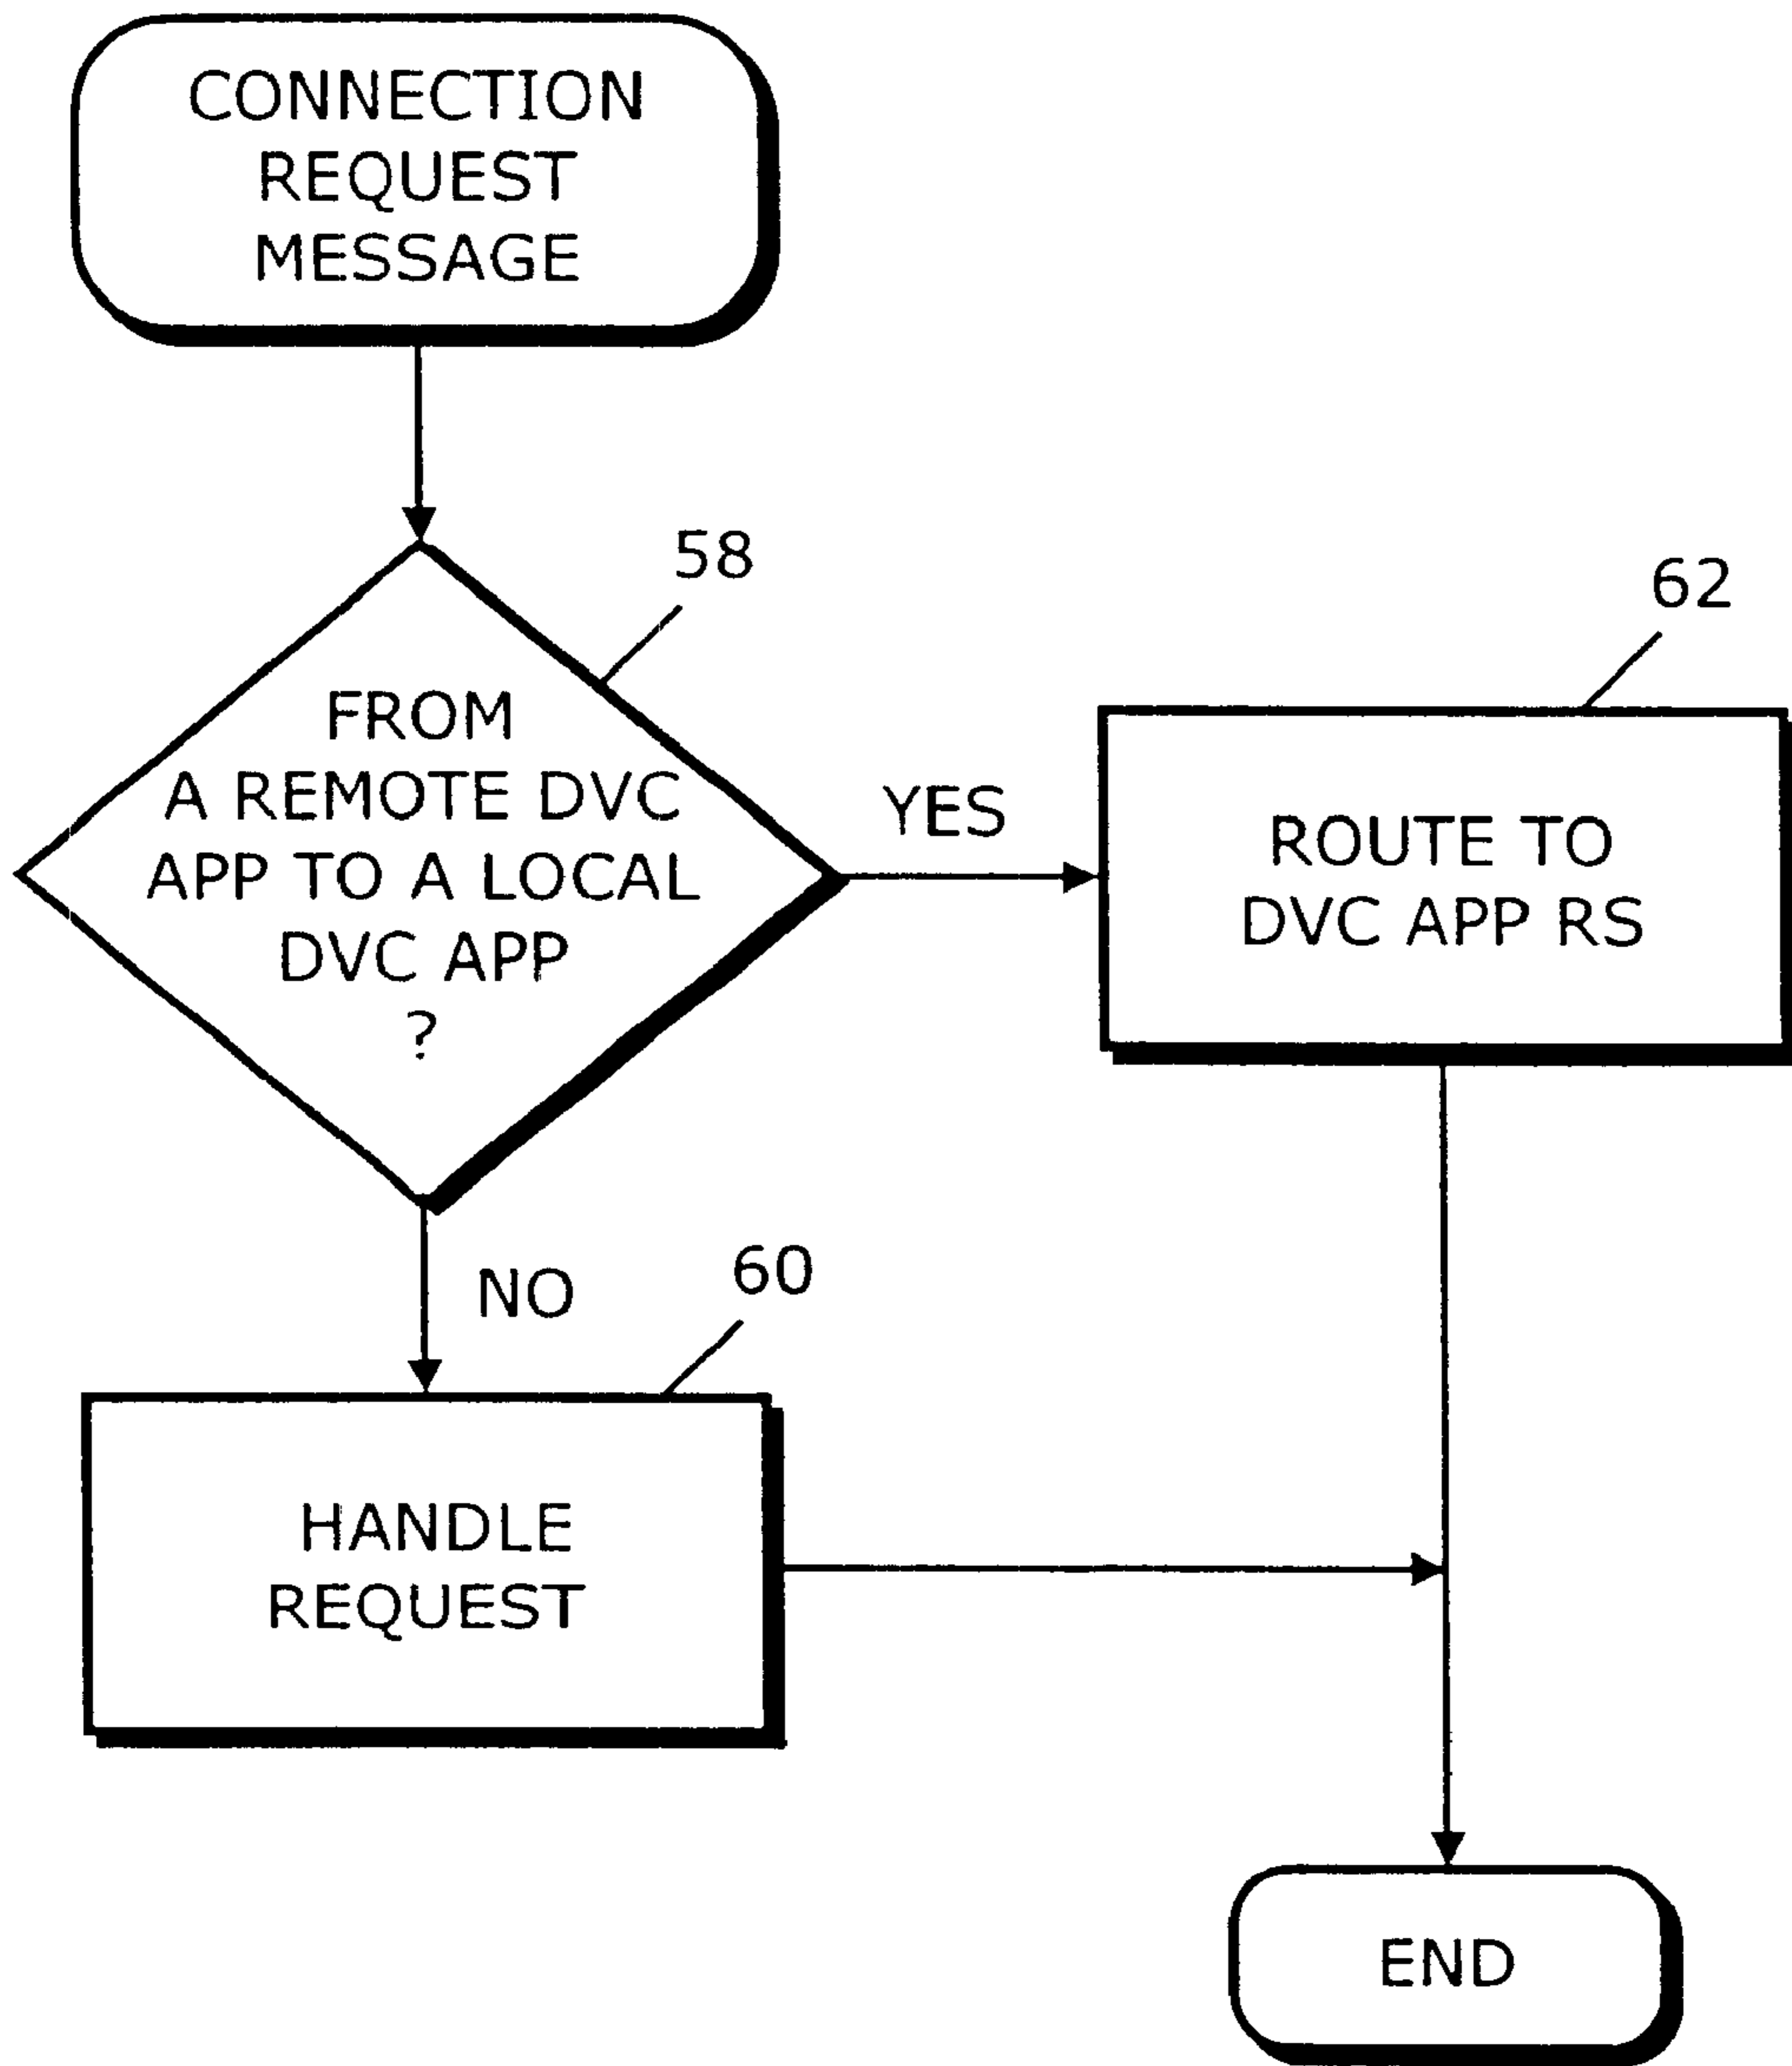 CONNECTION
REQUEST
MESSAGE
58
FROM
A REMOTE DVC
APP TO A LOCAL
DVC APP
?
YES
62
ROUTE TO
DVC APP RS
NO
60
HANDLE
REQUEST
END